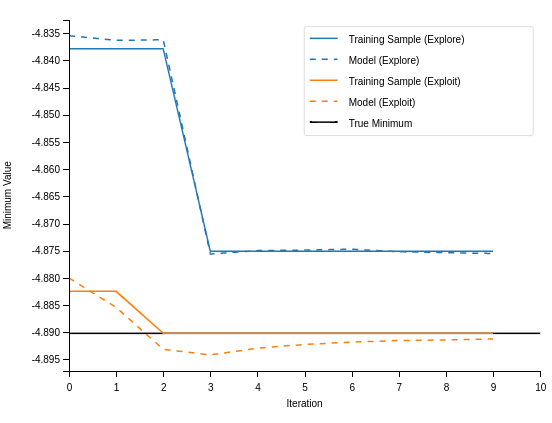 -4.835
-4.840
-4.845
-4.850
-4.855
-4.860
-4.865
-4.870
-4.875
-4.880
-4.885
-4.890
-4.895
Minimum Value
0 1 2 3 4 5 6 7 8 9 10
Iteration
Training Sample (Explore)
Model (Explore)
Training Sample (Exploit)
Model (Exploit)
True Minimum